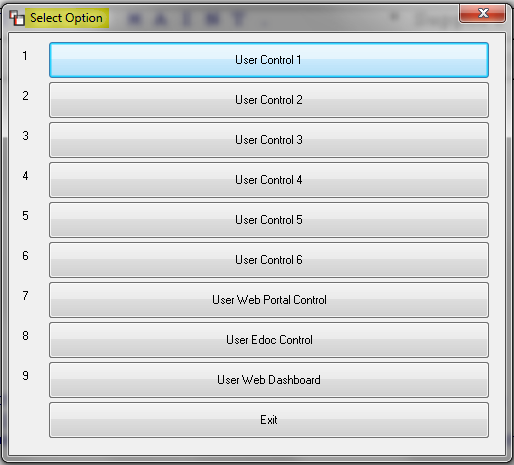 Select Option
1 User Control 1
2 User Control 2
3 User Control 3
4 User Control 4
5 User Control 5
6 User Control 6
7 User Web Portal Control
8 User Edoc Control
9 User Web Dashboard
Exit